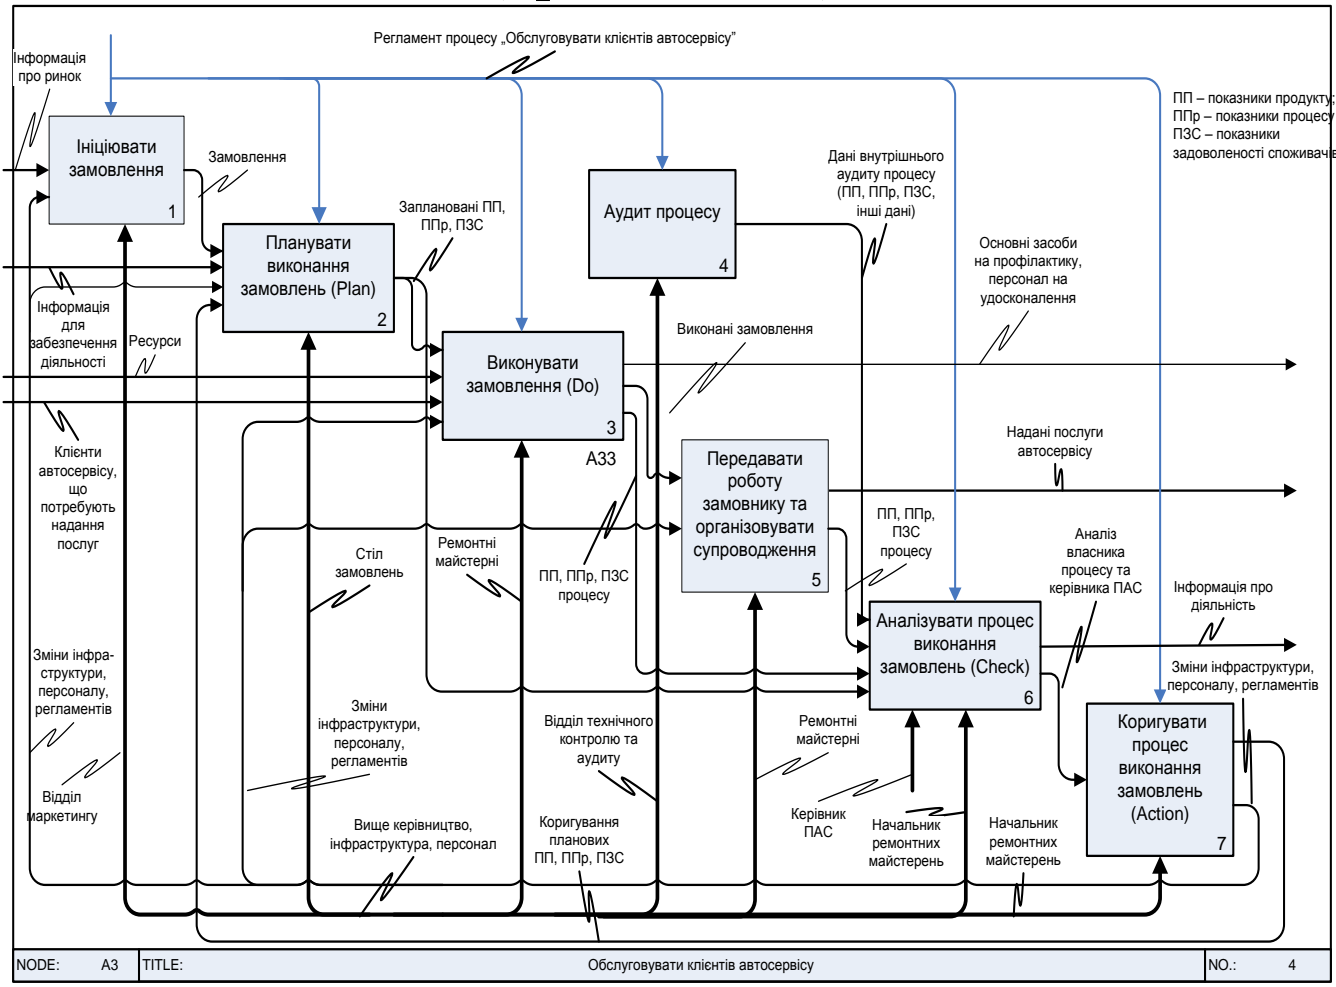 Регламент процесу „Обслуговувати клієнтів автосервісу”
Інформація
про ринок
ПП – показники продукту;
ППр – показники процесу
ПЗС – показники
задоволеності споживачів
Ініціювати
замовлення
1
Замовлення
Заплановані ПП,
ППр, ПЗС
Планувати
виконання
замовлень (Plan)
2
Аудит процесу
4
Дані внутрішнього
аудиту процесу
(ПП, ППр, ПЗС,
інші дані)
Основні засоби
на профілактику,
персонал на
удосконалення
Інформація
для
забезпечення
діяльності
Ресурси
Виконані замовлення
Виконувати
замовлення (Do)
3
А33
Клієнти
автосервісу,
що
потребують
надання
послуг
Надані послуги
автосервісу
Передавати
роботу
замовнику та
організовувати
супроводження
5
ПП, ППр,
ПЗС
процесу
Аналіз
власника
процесу та
керівника ПАС
Стіл
замовлень
Ремонтні
майстерні
ПП, ППр, ПЗС
процесу
Інформація про
діяльність
Аналізувати процес
виконання
замовлень (Check)
6
Зміни інфра-
структури,
персоналу,
регламентів
Зміни інфраструктури,
персоналу, регламентів
Зміни
інфраструктури,
персоналу,
регламентів
Відділ технічного
контролю та
аудиту
Ремонтні
майстерні
Коригувати
процес
виконання
замовлень
(Action)
7
Відділ
маркетингу
Вище керівництво,
інфраструктура, персонал
Коригування
планових
ПП, ППр, ПЗС
Керівник
ПАС
Начальник
ремонтних
майстерень
Начальник
ремонтних
майстерень
NODE: А3 TITLE: Обслуговувати клієнтів автосервісу NO.: 4